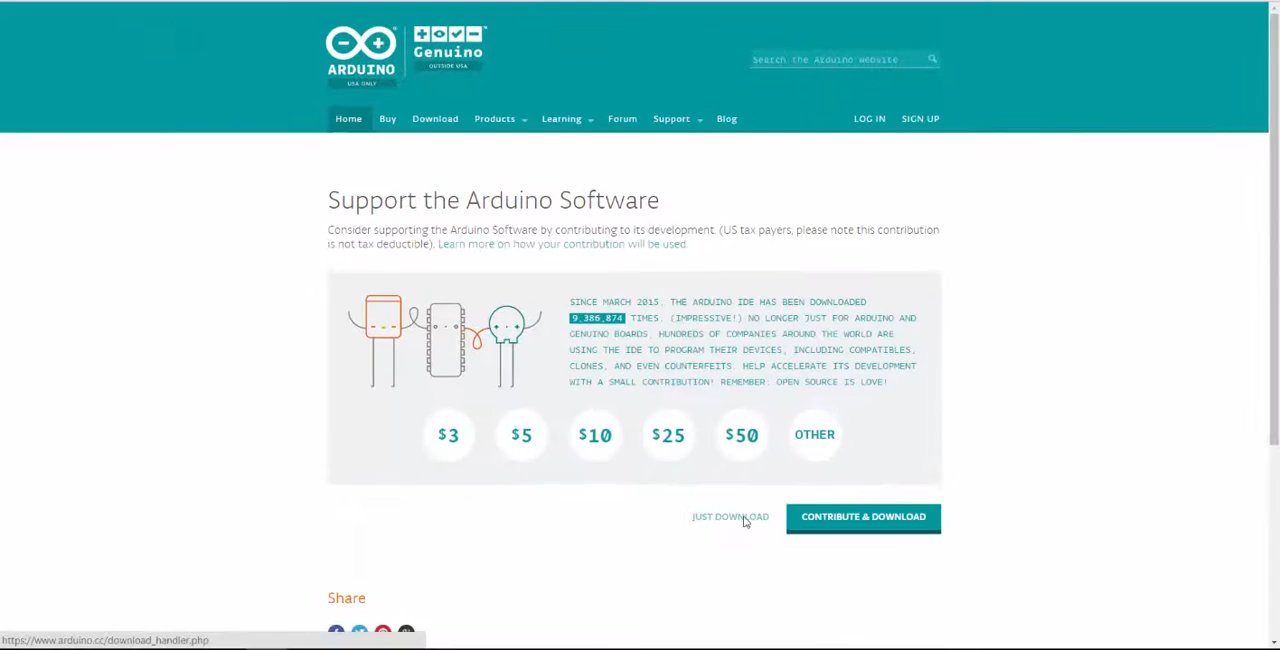 ARDUINO
USA ONLY
Genuino
OUTSIDE USA
Search the Arduino Website
Home Buy Download Products Learning Forum Support Blog LOG IN SIGN UP
Support the Arduino Software
Consider supporting the Arduino Software by contributing to its development. (US tax payers, please note this contribution
is not tax deductible). Learn more on how your contribution will be used.
SINCE MARCH 2015, THE ARDUINO IDE HAS BEEN DOWNLOADED
9,386,874 TIMES. (IMPRESSIVE!) NO LONGER JUST FOR ARDUINO AND
GENUINO BOARDS, HUNDREDS OF COMPANIES AROUND THE WORLD ARE
USING THE IDE TO PROGRAM THEIR DEVICES, INCLUDING COMPATIBLES,
CLONES, AND EVEN COUNTERFEITS. HELP ACCELERATE ITS DEVELOPMENT
WITH A SMALL CONTRIBUTION! REMEMBER: OPEN SOURCE IS LOVE!
$3 $5 $10 $25 $50 OTHER
JUST DOWNLOAD CONTRIBUTE & DOWNLOAD
Share
https://www.arduino.cc/download_handler.php